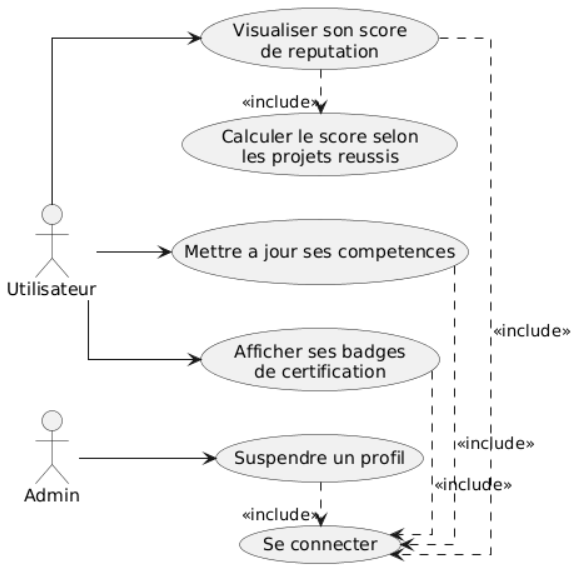 Visualiser son score
de reputation
«include»
Calculer le score selon
les projets reussis
Utilisateur
Mettre a jour ses competences
«include»
Afficher ses badges
de certification
Admin
Suspendre un profil
«include»
«include»
«include»
Se connecter